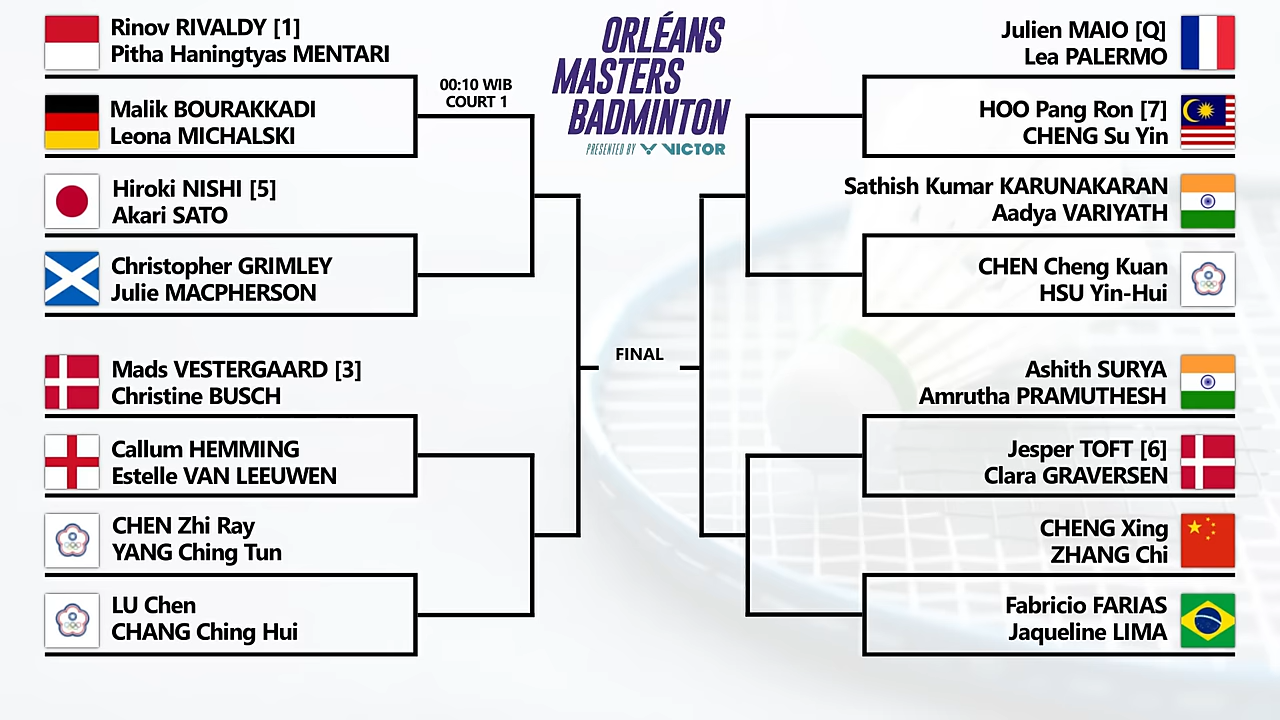 Rinov RIVALDY [1]
Pitha Haningtyas MENTARI
Malik BOURAKKADI
Leona MICHALSKI
Hiroki NISHI [5]
Akari SATO
Christopher GRIMLEY
Julie MACPHERSON
Mads VESTERGAARD [3]
Christine BUSCH
Callum HEMMING
Estelle VAN LEEUWEN
CHEN Zhi Ray
YANG Ching Tun
LU Chen
CHANG Ching Hui
00:10 WIB
COURT 1
ORLÉANS
MASTERS
BADMINTON
PRESENTED BY VICTOR
FINAL
Julien MAIO [Q]
Lea PALERMO
HOO Pang Ron [7]
CHENG Su Yin
Sathish Kumar KARUNAKARAN
Aadya VARIYATH
CHEN Cheng Kuan
HSU Yin-Hui
Ashith SURYA
Amrutha PRAMUTHESH
Jesper TOFT [6]
Clara GRAVERSEN
CHENG Xing
ZHANG Chi
Fabricio FARIAS
Jaqueline LIMA